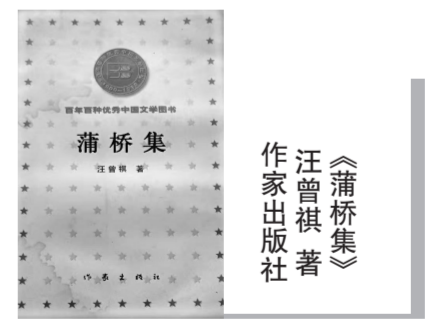 百年百种优秀中国文学图书
蒲桥集
汪曾祺 著
作家出版社
《蒲桥集》
汪曾祺 著
作家出版社